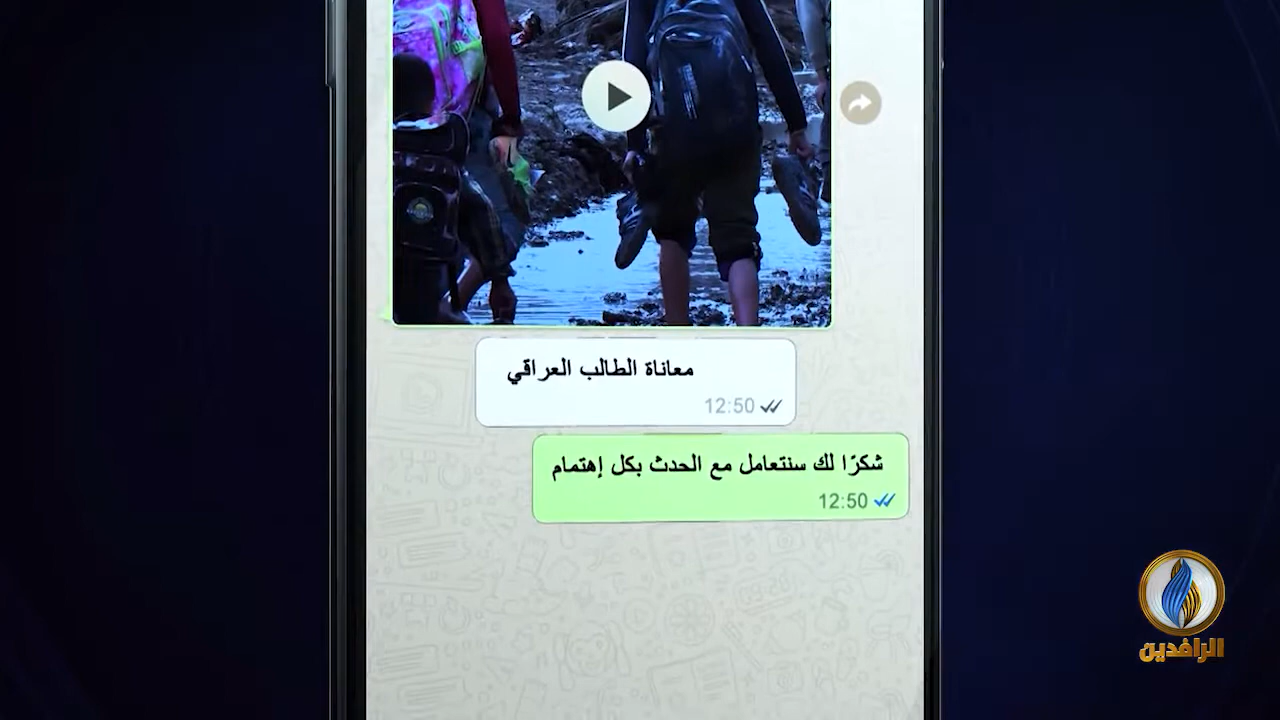 معاناة الطالب العراقي
12:50
شكرًا لك سنتعامل مع الحدث بكل إهتمام
12:50
الرافدين